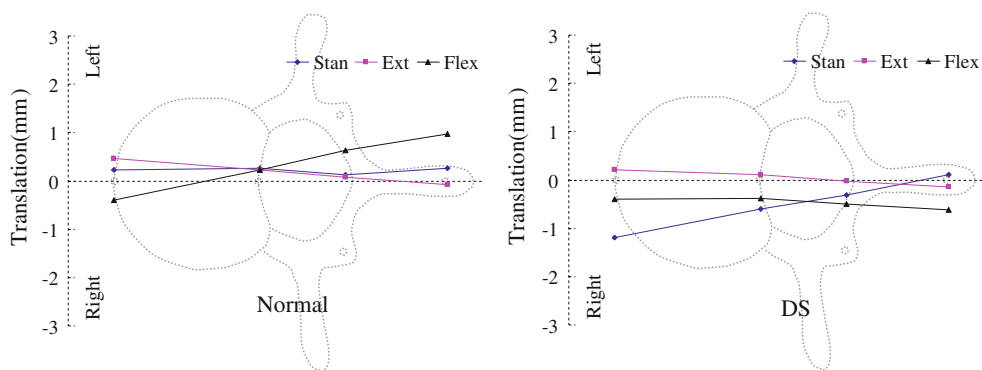 3
2
1
0
-1
-2
-3
Translation(mm)
Left
Right
Stan Ext Flex
Normal
3
2
1
0
-1
-2
-3
Translation(mm)
Left
Right
Stan Ext Flex
DS